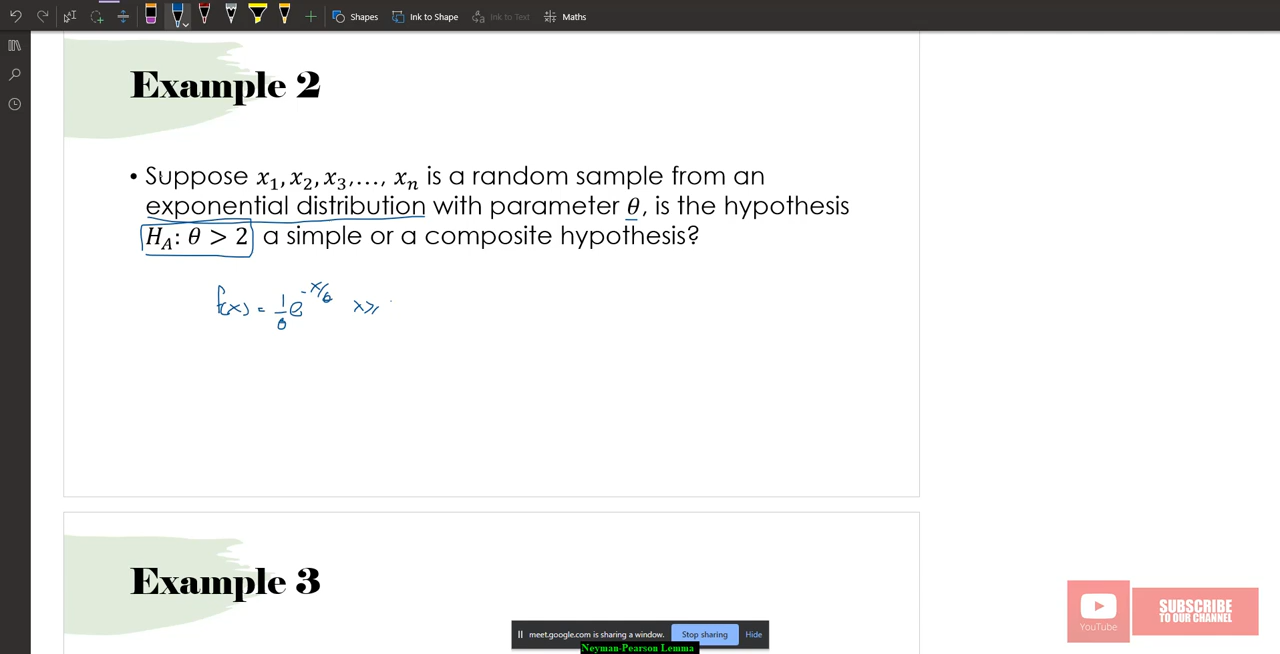 Shapes Ink to Shape Ink to Text Maths
Example 2
• Suppose x₁, x₂, x₃,…, xₙ is a random sample from an
exponential distribution with parameter θ, is the hypothesis
H_A: θ > 2 a simple or a composite hypothesis?
f(x) = 1/θ e^(-x/θ) x≥
Example 3
YouTube
SUBSCRIBE
TO OUR CHANNEL
meet.google.com is sharing a window. Stop sharing Hide
Neyman-Pearson Lemma